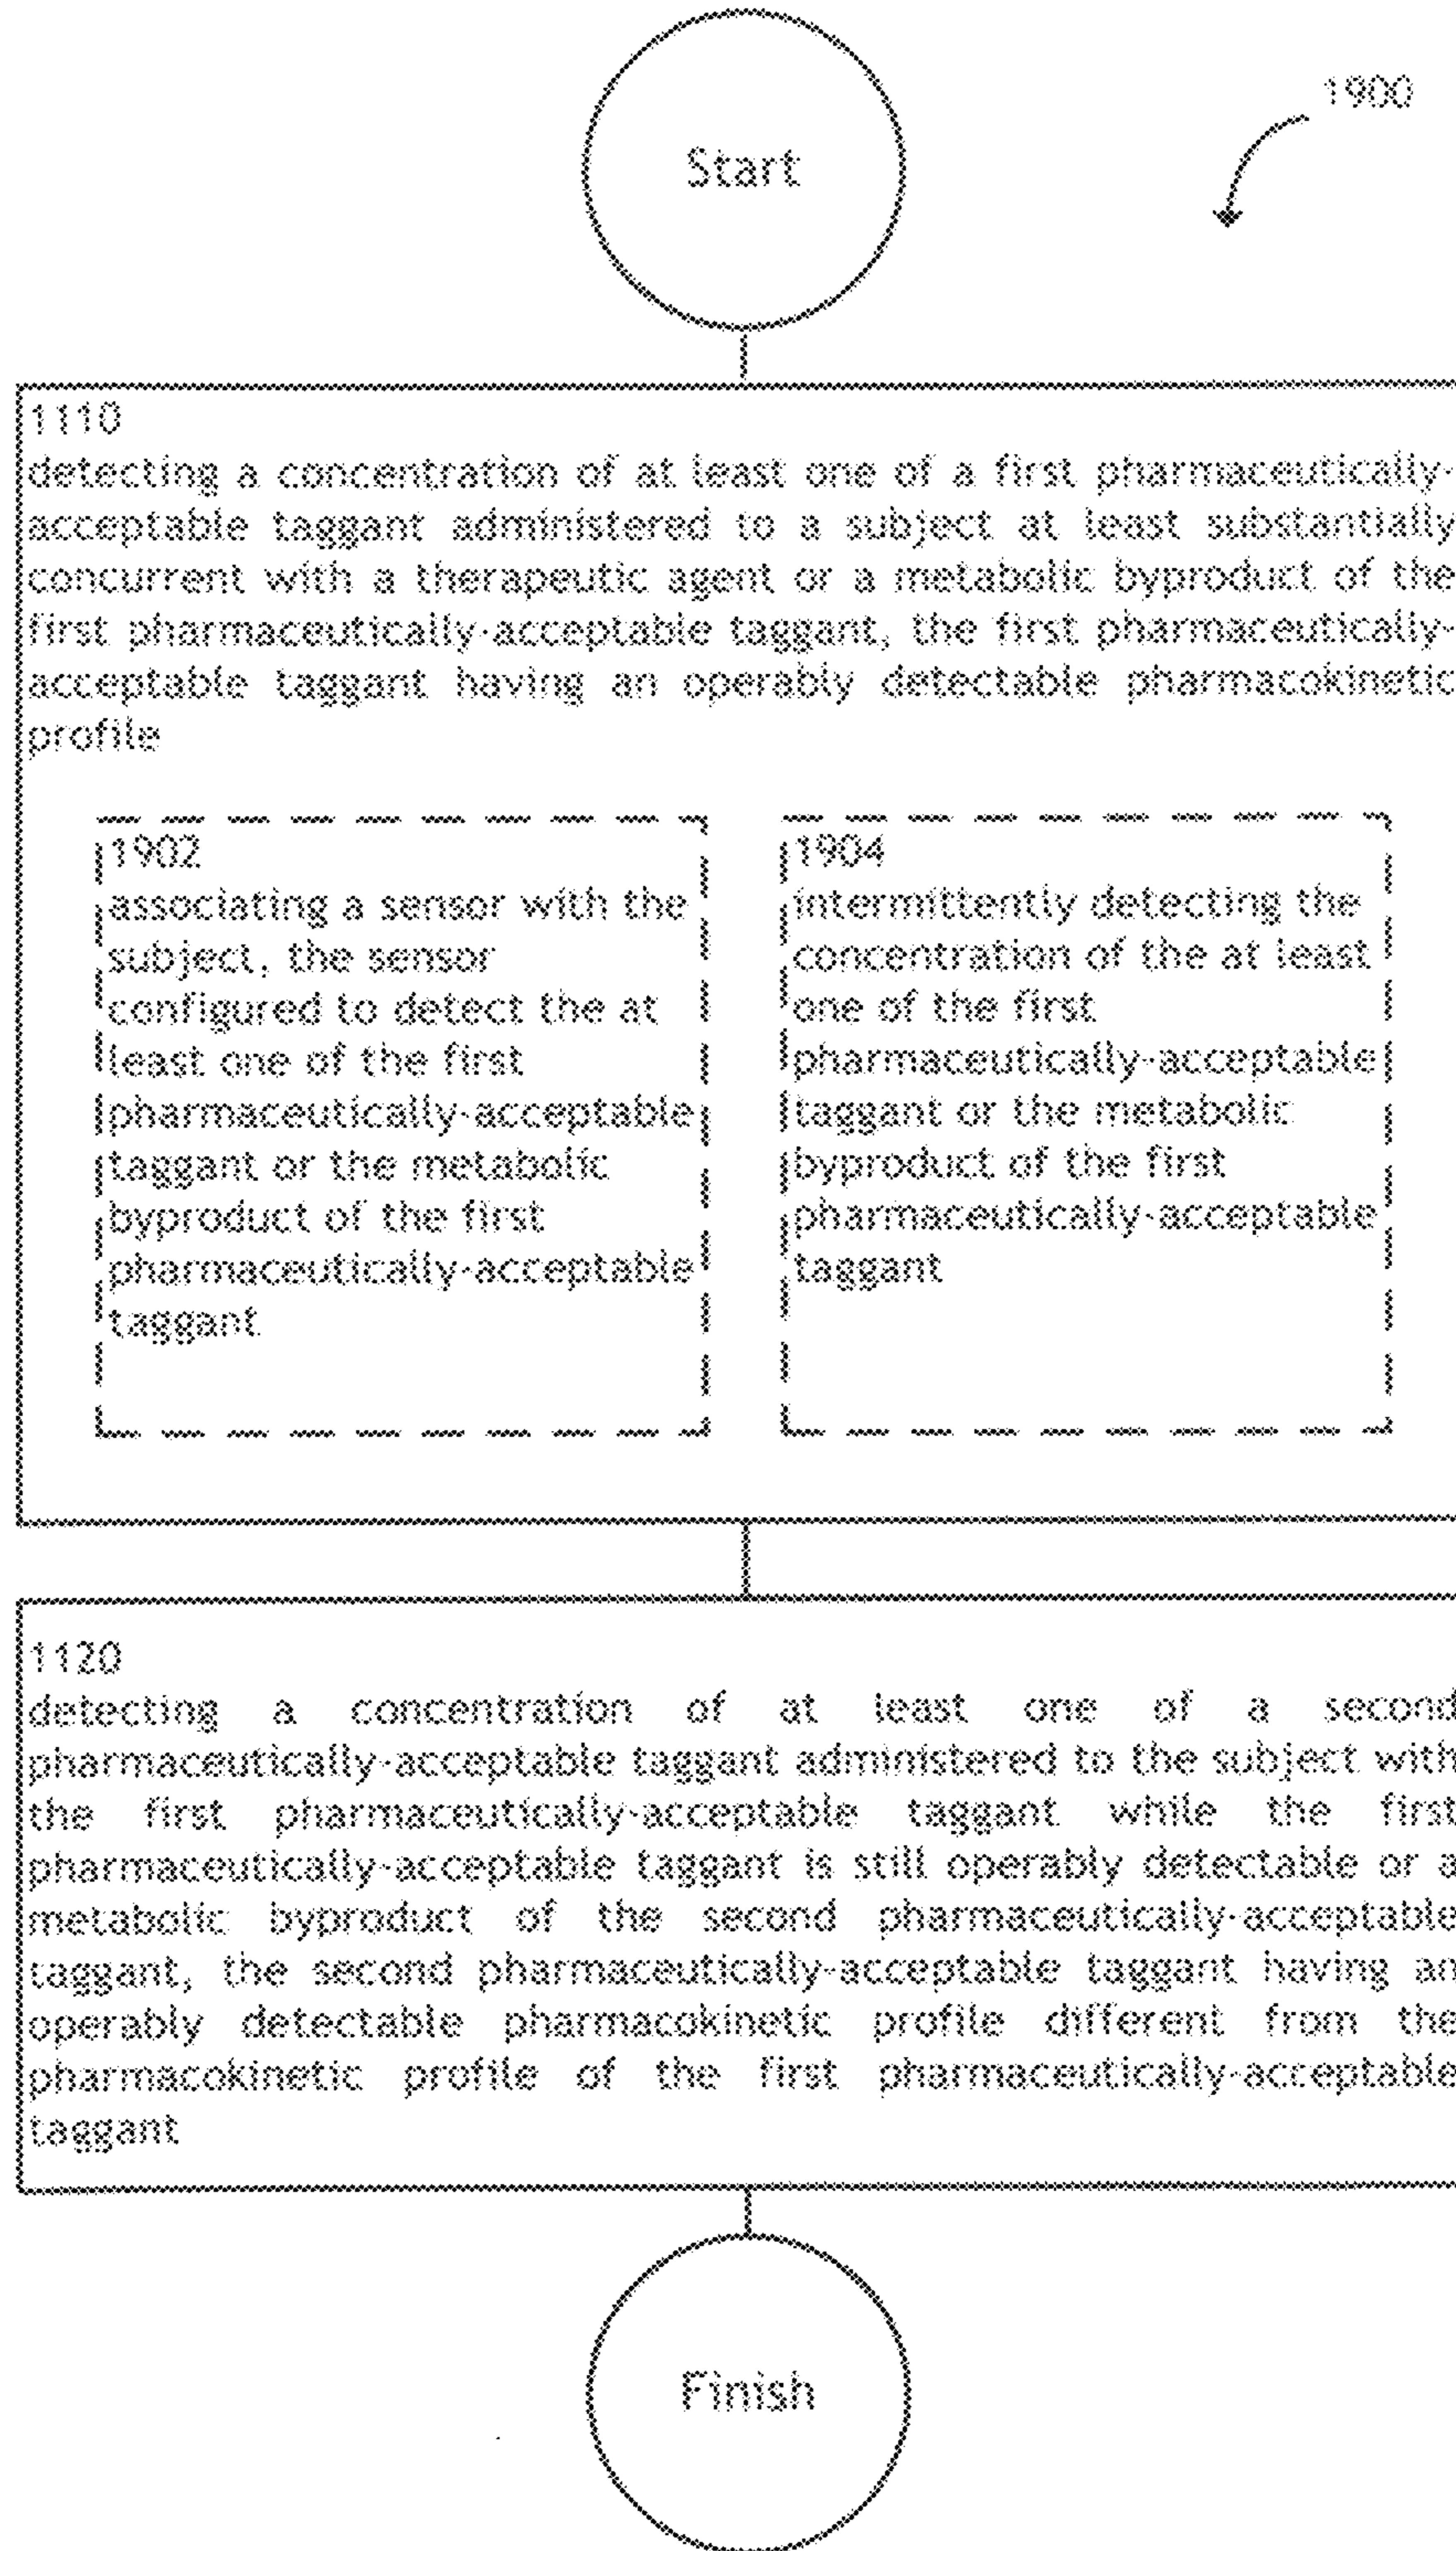 Start
1900
1110
detecting a concentration of at least one of a first pharmaceutically-
acceptable taggant administered to a subject at least substantially
concurrent with a therapeutic agent or a metabolic byproduct of the
first pharmaceutically-acceptable taggant, the first pharmaceutically-
acceptable taggant having an operably detectable pharmacokinetic
profile
1902
associating a sensor with the
subject, the sensor
configured to detect the at
least one of the first
pharmaceutically-acceptable
taggant or the metabolic
byproduct of the first
pharmaceutically-acceptable
taggant
1904
intermittently detecting the
concentration of the at least
one of the first
pharmaceutically-acceptable
taggant or the metabolic
byproduct of the first
pharmaceutically-acceptable
taggant
1120
detecting a concentration of at least one of a second
pharmaceutically-acceptable taggant administered to the subject with
the first pharmaceutically-acceptable taggant while the first
pharmaceutically-acceptable taggant is still operably detectable or a
metabolic byproduct of the second pharmaceutically-acceptable
taggant, the second pharmaceutically-acceptable taggant having an
operably detectable pharmacokinetic profile different from the
pharmacokinetic profile of the first pharmaceutically-acceptable
taggant
Finish